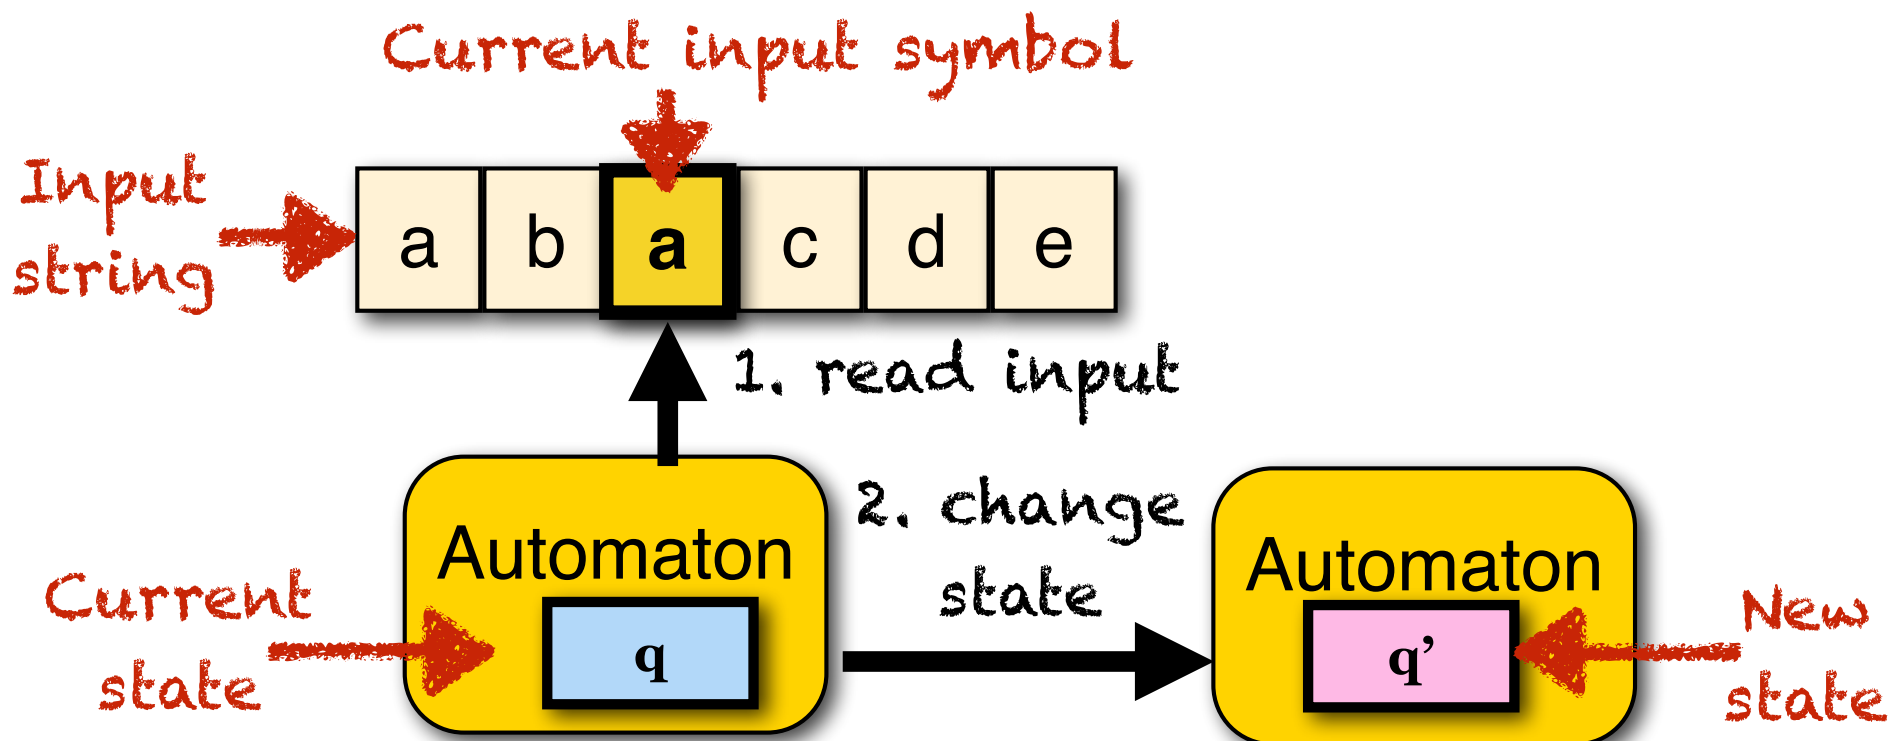 Current input symbol
Input
string
a b a c d e
1. read input
2. change
state
Automaton
Automaton
Current
state
q
q’
New
state